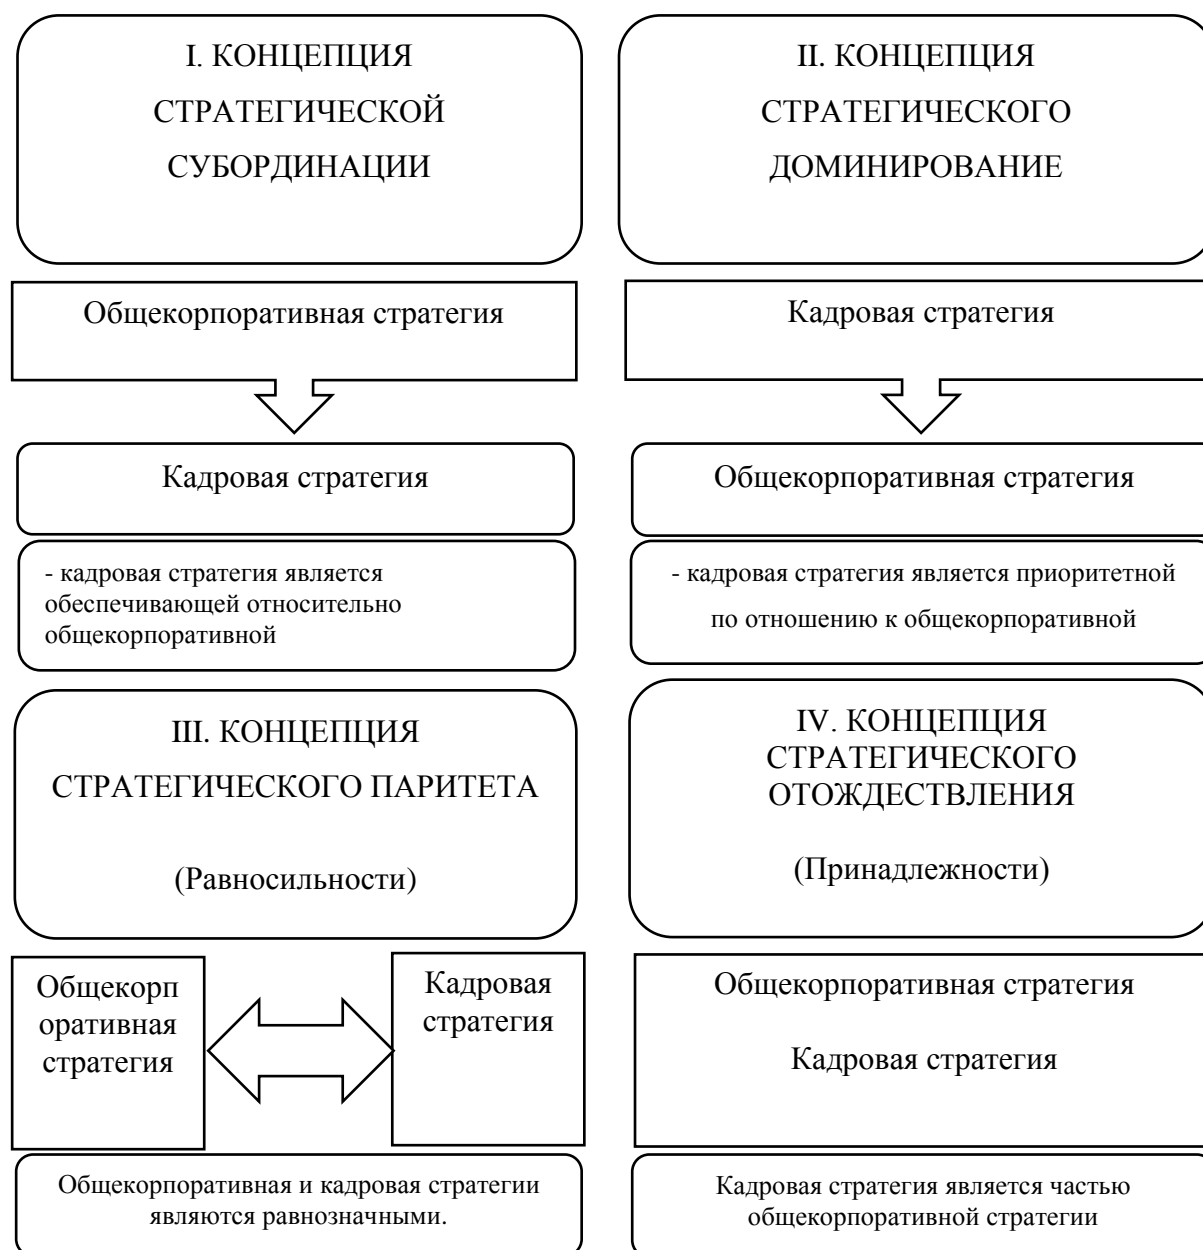 I. КОНЦЕПЦИЯ
СТРАТЕГИЧЕСКОЙ
СУБОРДИНАЦИИ
II. КОНЦЕПЦИЯ
СТРАТЕГИЧЕСКОГО
ДОМИНИРОВАНИЕ
Общекорпоративная стратегия
Кадровая стратегия
Кадровая стратегия
Общекорпоративная стратегия
- кадровая стратегия является
обеспечивающей относительно
общекорпоративной
- кадровая стратегия является приоритетной
по отношению к общекорпоративной
III. КОНЦЕПЦИЯ
СТРАТЕГИЧЕСКОГО ПАРИТЕТА
(Равносильности)
IV. КОНЦЕПЦИЯ
СТРАТЕГИЧЕСКОГО
ОТОЖДЕСТВЛЕНИЯ
(Принадлежности)
Общекорп
оративная
стратегия
Кадровая
стратегия
Общекорпоративная стратегия
Кадровая стратегия
Общекорпоративная и кадровая стратегии
являются равнозначными.
Кадровая стратегия является частью
общекорпоративной стратегии